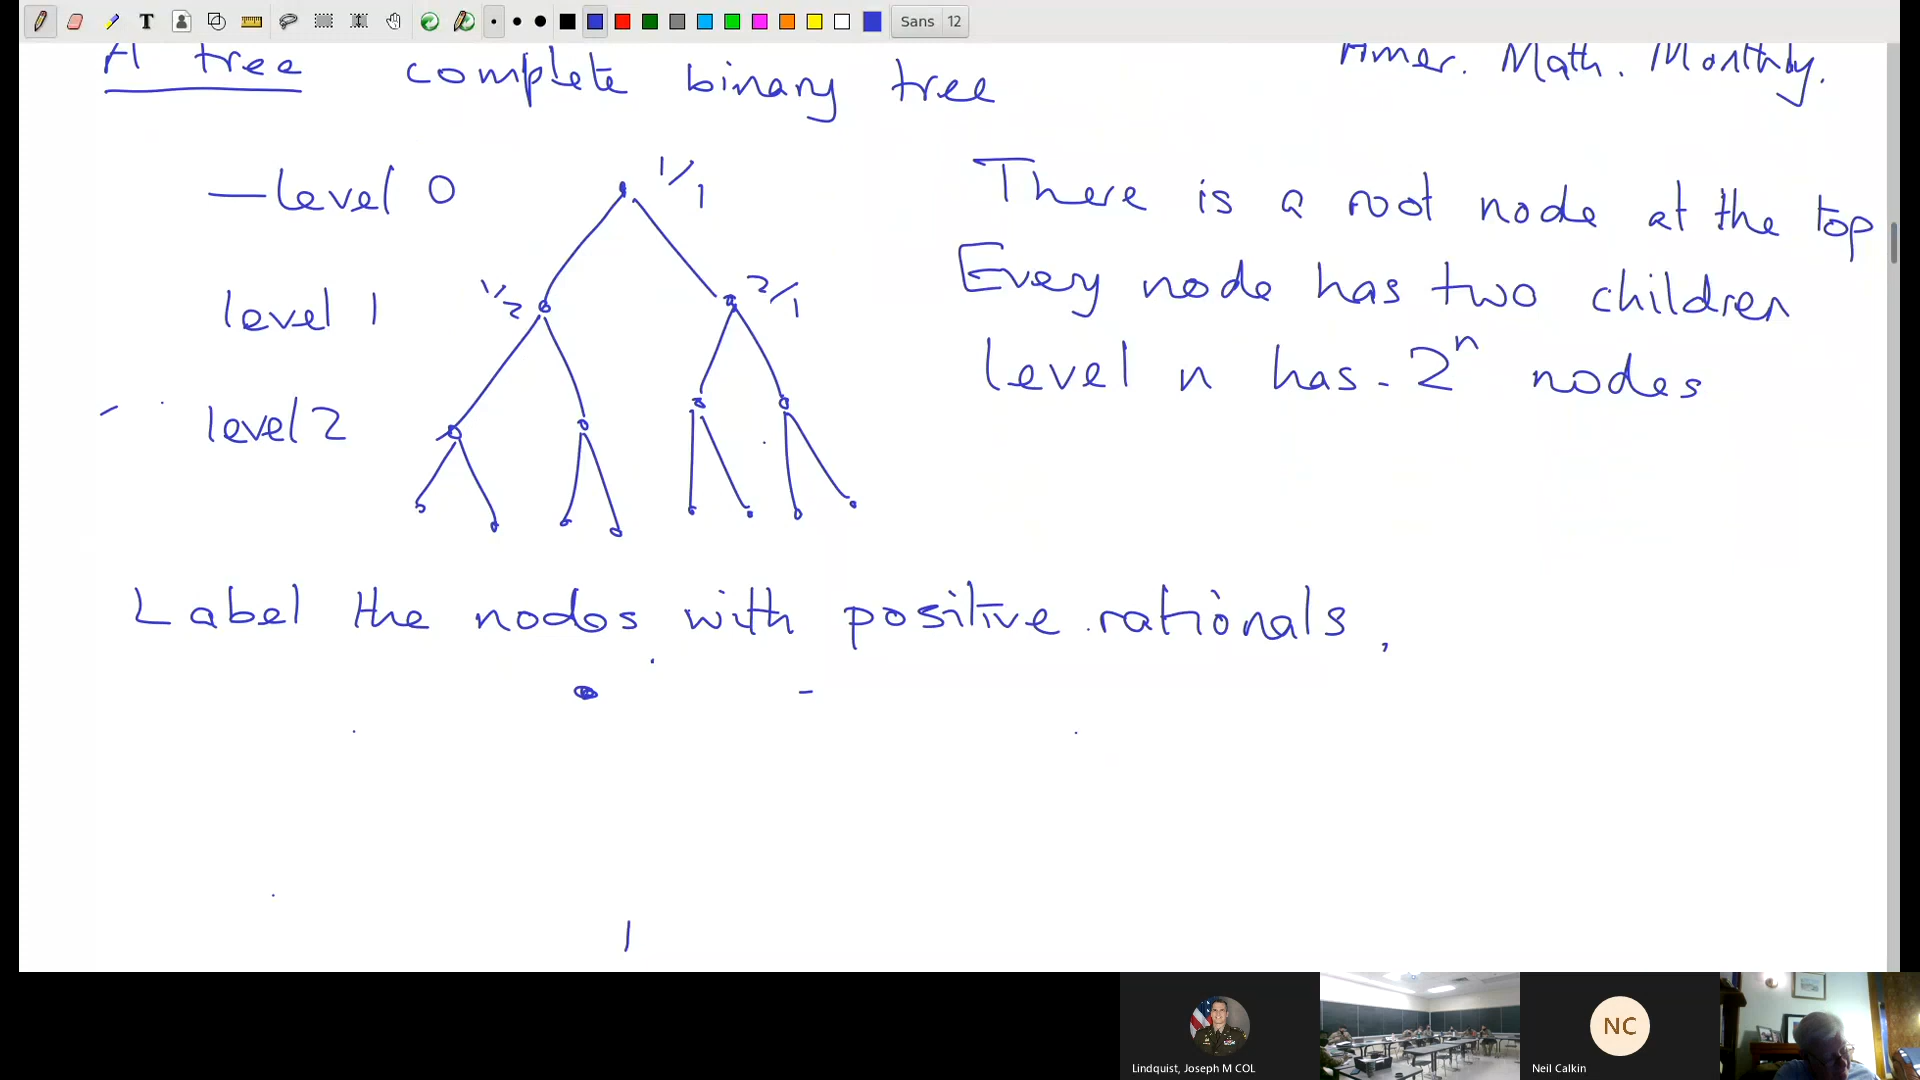 Sans 12
A tree complete binary tree
Amer. Math. Monthly.
level 0
1/1
There is a root node at the top
level 1
1/2
2/1
Every node has two children
level n has 2^n nodes
level 2
Label the nodes with positive rationals,
1
Lindquist, Joseph M COL
NC
Neil Calkin